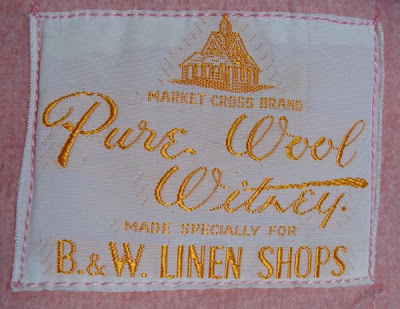 MARKET CROSS BRAND
Pure Wool
Witney.
MADE SPECIALLY FOR
B. & W. LINEN SHOPS